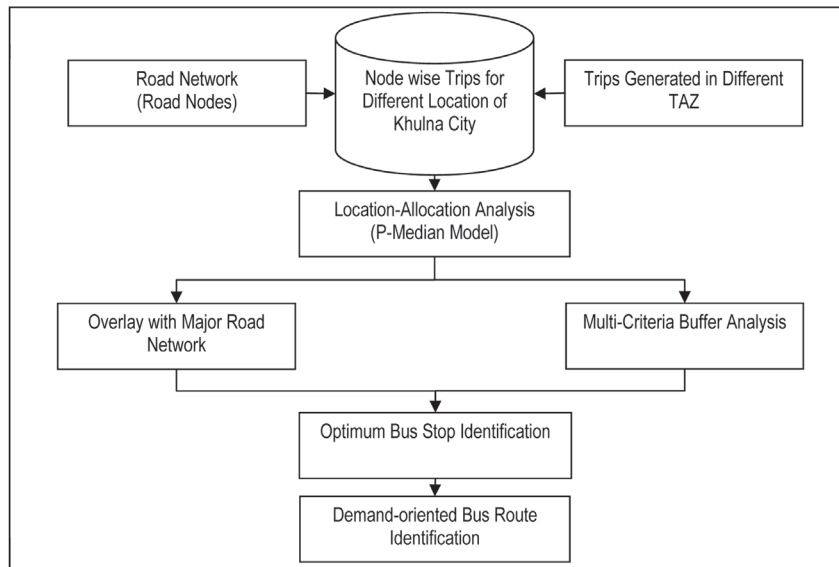 Road Network
(Road Nodes)
Node wise Trips for
Different Location of
Khulna City
Trips Generated in Different
TAZ
Location-Allocation Analysis
(P-Median Model)
Overlay with Major Road
Network
Multi-Criteria Buffer Analysis
Optimum Bus Stop Identification
Demand-oriented Bus Route
Identification